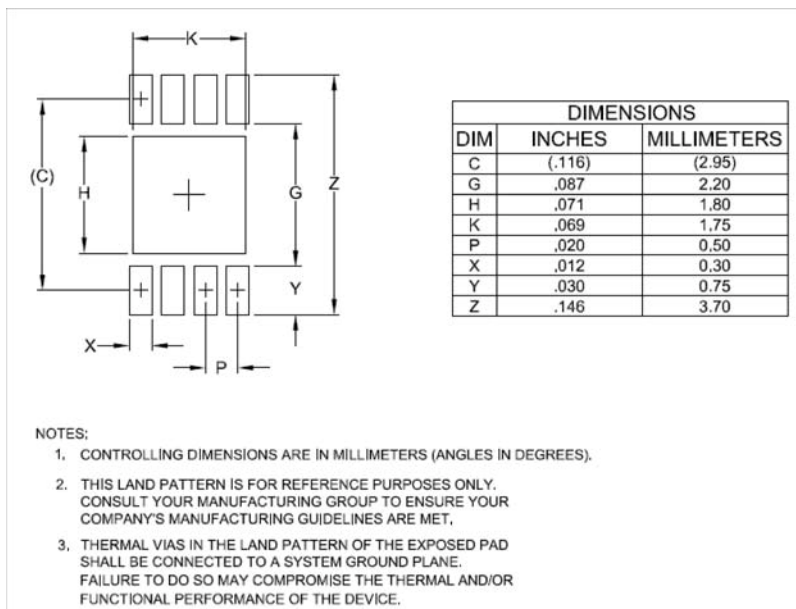 K
(C)
H
G
Z
Y
X
P
DIMENSIONS
DIM INCHES MILLIMETERS
C (.116) (2.95)
G .087 2.20
H .071 1.80
K .069 1.75
P .020 0.50
X .012 0.30
Y .030 0.75
Z .146 3.70
NOTES:
1. CONTROLLING DIMENSIONS ARE IN MILLIMETERS (ANGLES IN DEGREES).
2. THIS LAND PATTERN IS FOR REFERENCE PURPOSES ONLY.
CONSULT YOUR MANUFACTURING GROUP TO ENSURE YOUR
COMPANY'S MANUFACTURING GUIDELINES ARE MET.
3. THERMAL VIAS IN THE LAND PATTERN OF THE EXPOSED PAD
SHALL BE CONNECTED TO A SYSTEM GROUND PLANE.
FAILURE TO DO SO MAY COMPROMISE THE THERMAL AND/OR
FUNCTIONAL PERFORMANCE OF THE DEVICE.